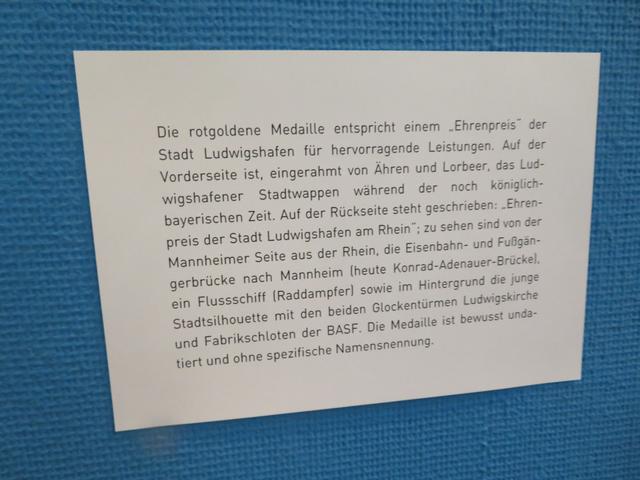 Die rotgoldene Medaille entspricht einem „Ehrenpreis“ der
Stadt Ludwigshafen für hervorragende Leistungen. Auf der
Vorderseite ist, eingerahmt von Ähren und Lorbeer, das Lud-
wigshafener Stadtwappen während der noch königlich-
bayerischen Zeit. Auf der Rückseite steht geschrieben: „Ehren-
preis der Stadt Ludwigshafen am Rhein“; zu sehen sind von der
Mannheimer Seite aus der Rhein, die Eisenbahn- und Fußgän-
gerbrücke nach Mannheim (heute Konrad-Adenauer-Brücke),
ein Flussschiff (Raddampfer) sowie im Hintergrund die junge
Stadtsilhouette mit den beiden Glockentürmen Ludwigskirche
und Fabrikschloten der BASF. Die Medaille ist bewusst unda-
tiert und ohne spezifische Namensnennung.